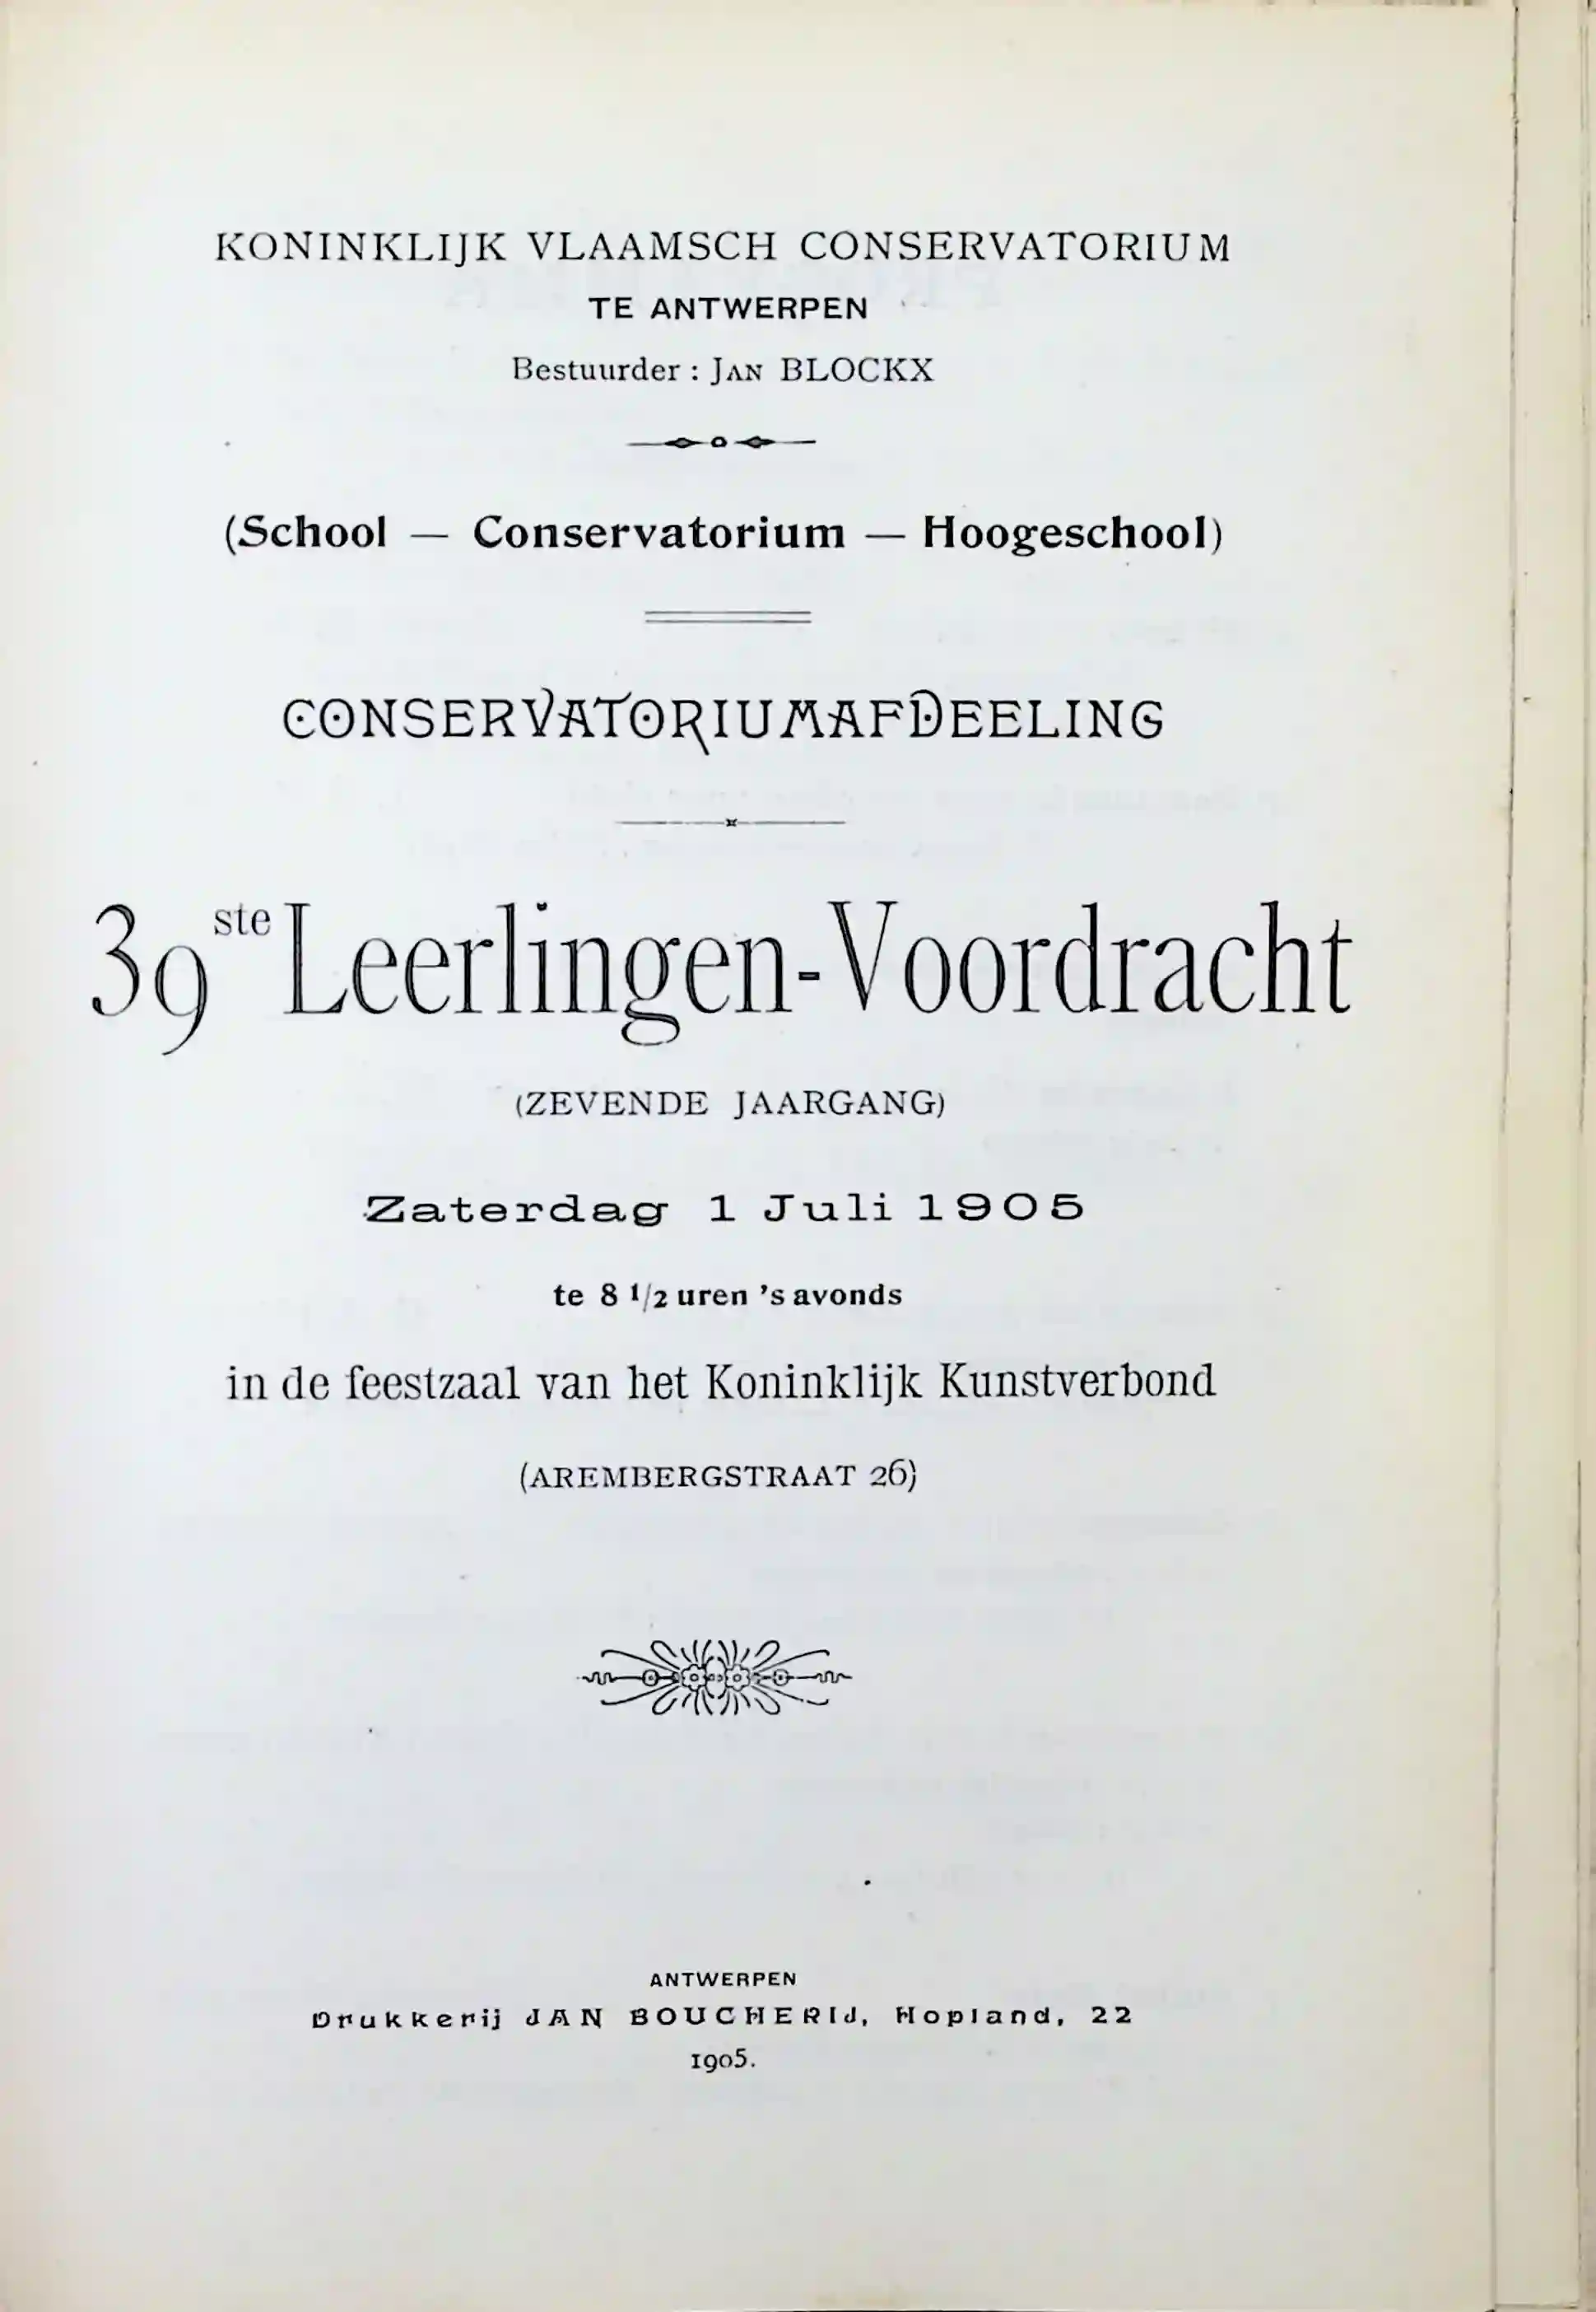 KONINKLIJK VLAAMSCH CONSERVATORIUM
TE ANTWERPEN
Bestuurder : JAN BLOCKX
(School — Conservatorium — Hoogeschool)
CONSERVATORIUMAFDEELING
39ste Leerlingen-Voordracht
(ZEVENDE JAARGANG)
Zaterdag 1 Juli 1905
te 8 1/2 uren 's avonds
in de feestzaal van het Koninklijk Kunstverbond
(AREMBERGSTRAAT 26)
ANTWERPEN
Drukkerij JAN BOUCHERIJ, Hopland, 22
1905.